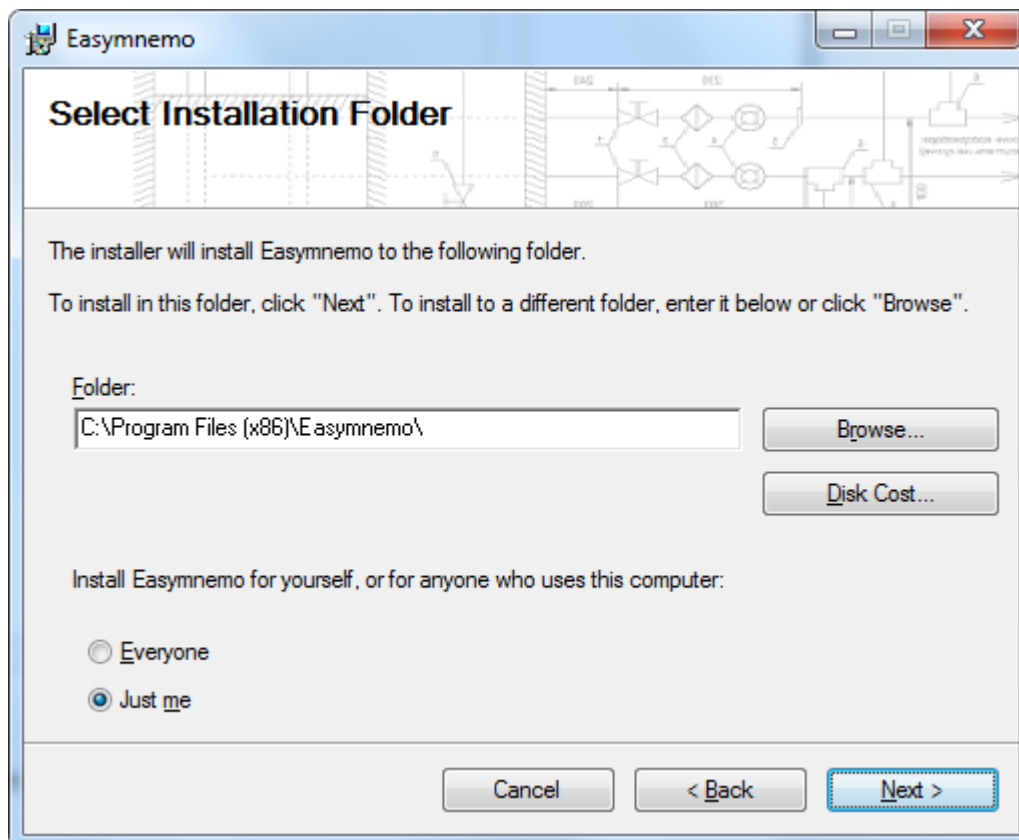 Easymnemo
Select Installation Folder
The installer will install Easymnemo to the following folder.
To install in this folder, click "Next". To install to a different folder, enter it below or click "Browse".
Folder:
C:\Program Files (x86)\Easymnemo\
Browse...
Disk Cost...
Install Easymnemo for yourself, or for anyone who uses this computer:
Everyone
Just me
Cancel
< Back
Next >